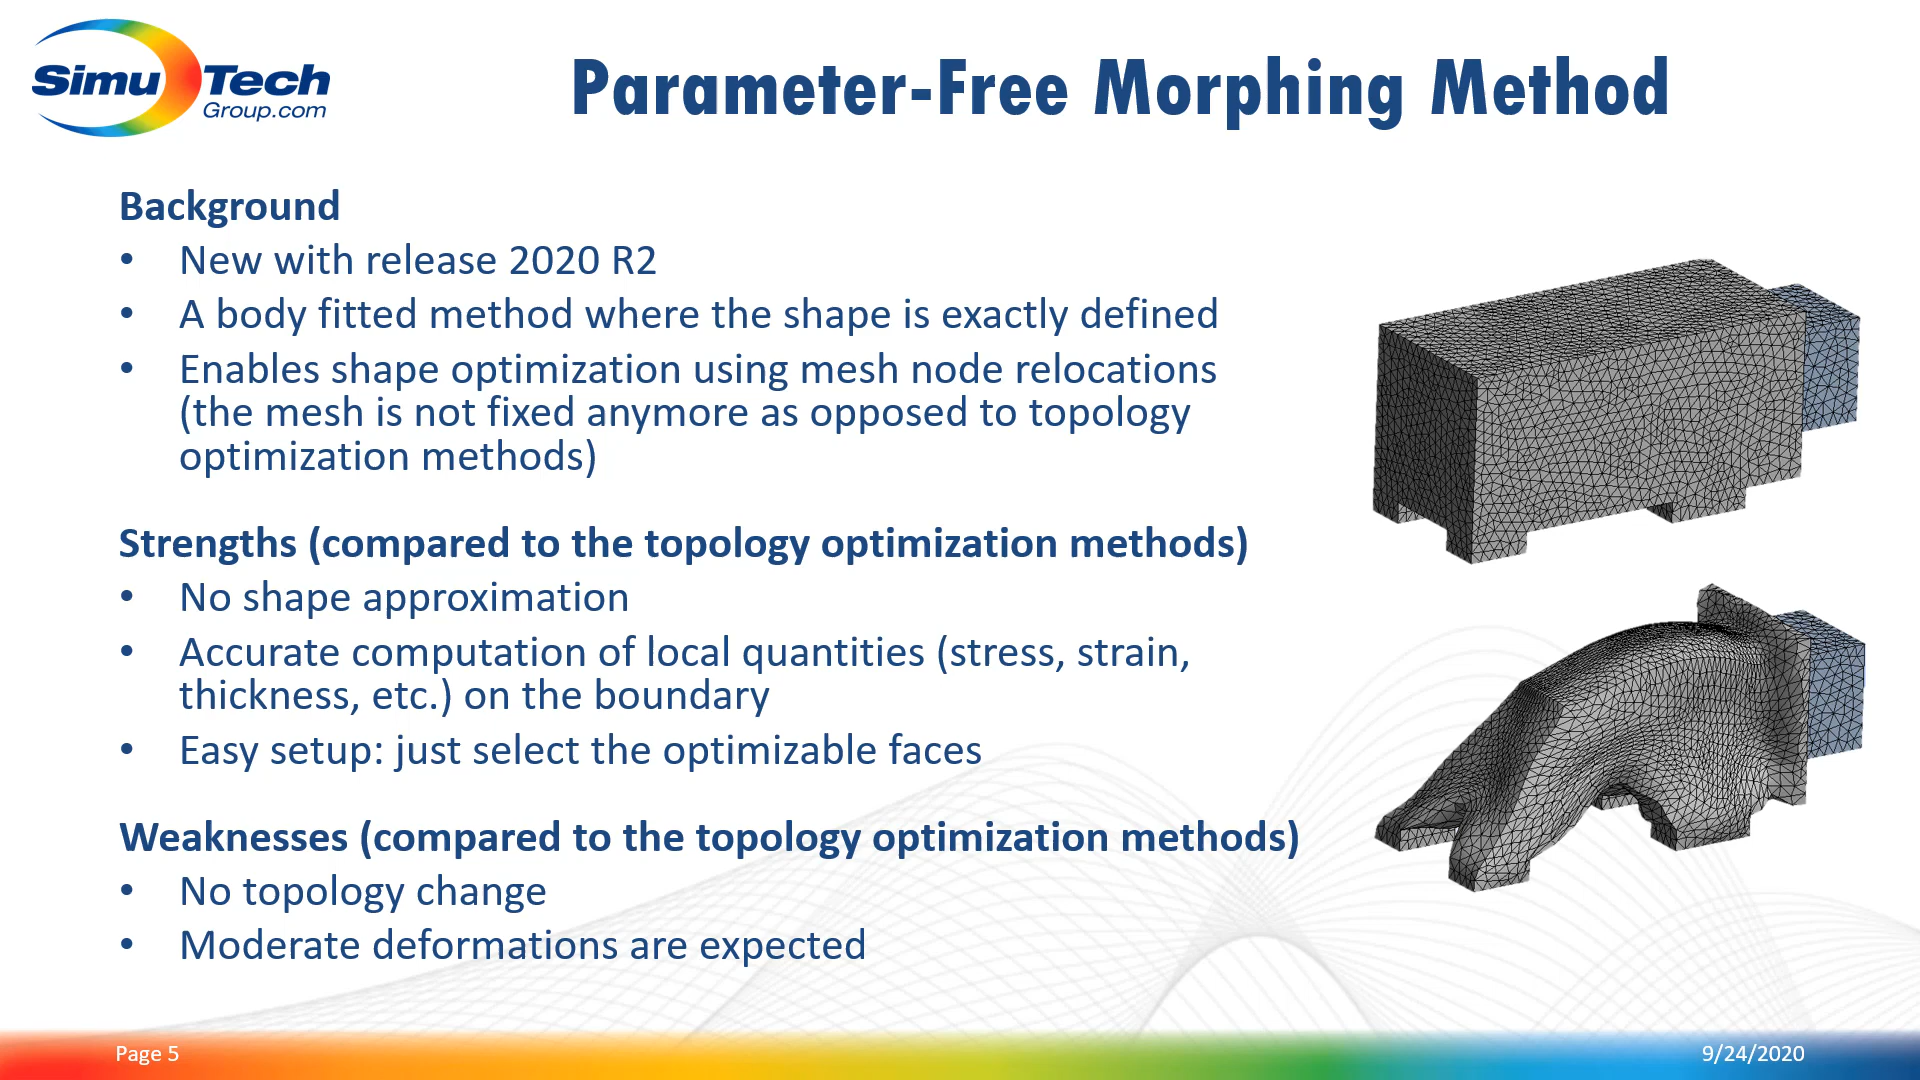 Simu Tech
Group.com
Parameter-Free Morphing Method
Background
• New with release 2020 R2
• A body fitted method where the shape is exactly defined
• Enables shape optimization using mesh node relocations
(the mesh is not fixed anymore as opposed to topology
optimization methods)
Strengths (compared to the topology optimization methods)
• No shape approximation
• Accurate computation of local quantities (stress, strain,
thickness, etc.) on the boundary
• Easy setup: just select the optimizable faces
Weaknesses (compared to the topology optimization methods)
• No topology change
• Moderate deformations are expected
Page 5
9/24/2020